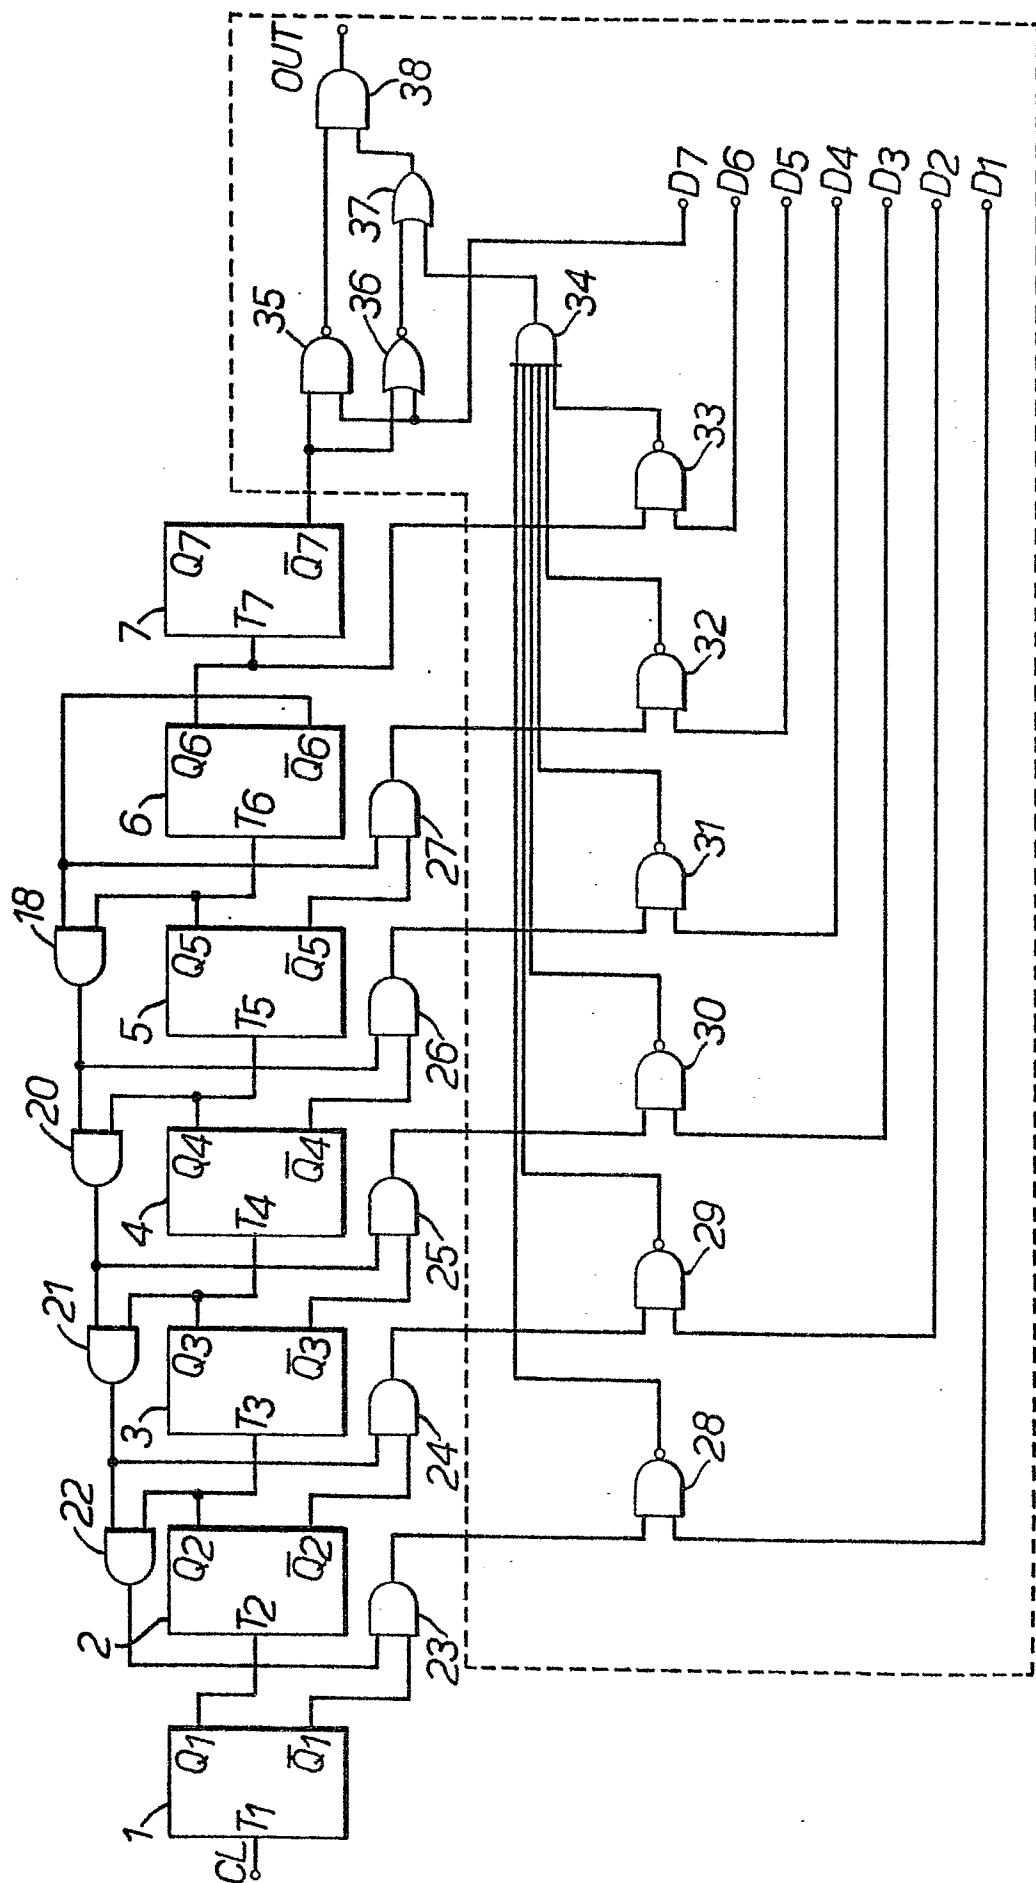 22 21 20 18
1 2 3 4 5 6 7
Q1 Q2 Q3 Q4 Q5 Q6 Q7
CL T1 T2 T3 T4 T5 T6 T7
Q̅1 Q̅2 Q̅3 Q̅4 Q̅5 Q̅6 Q̅7
35 OUT
36 37 38
23 24 25 26 27
34
28 29 30 31 32 33
D7
D6
D5
D4
D3
D2
D1